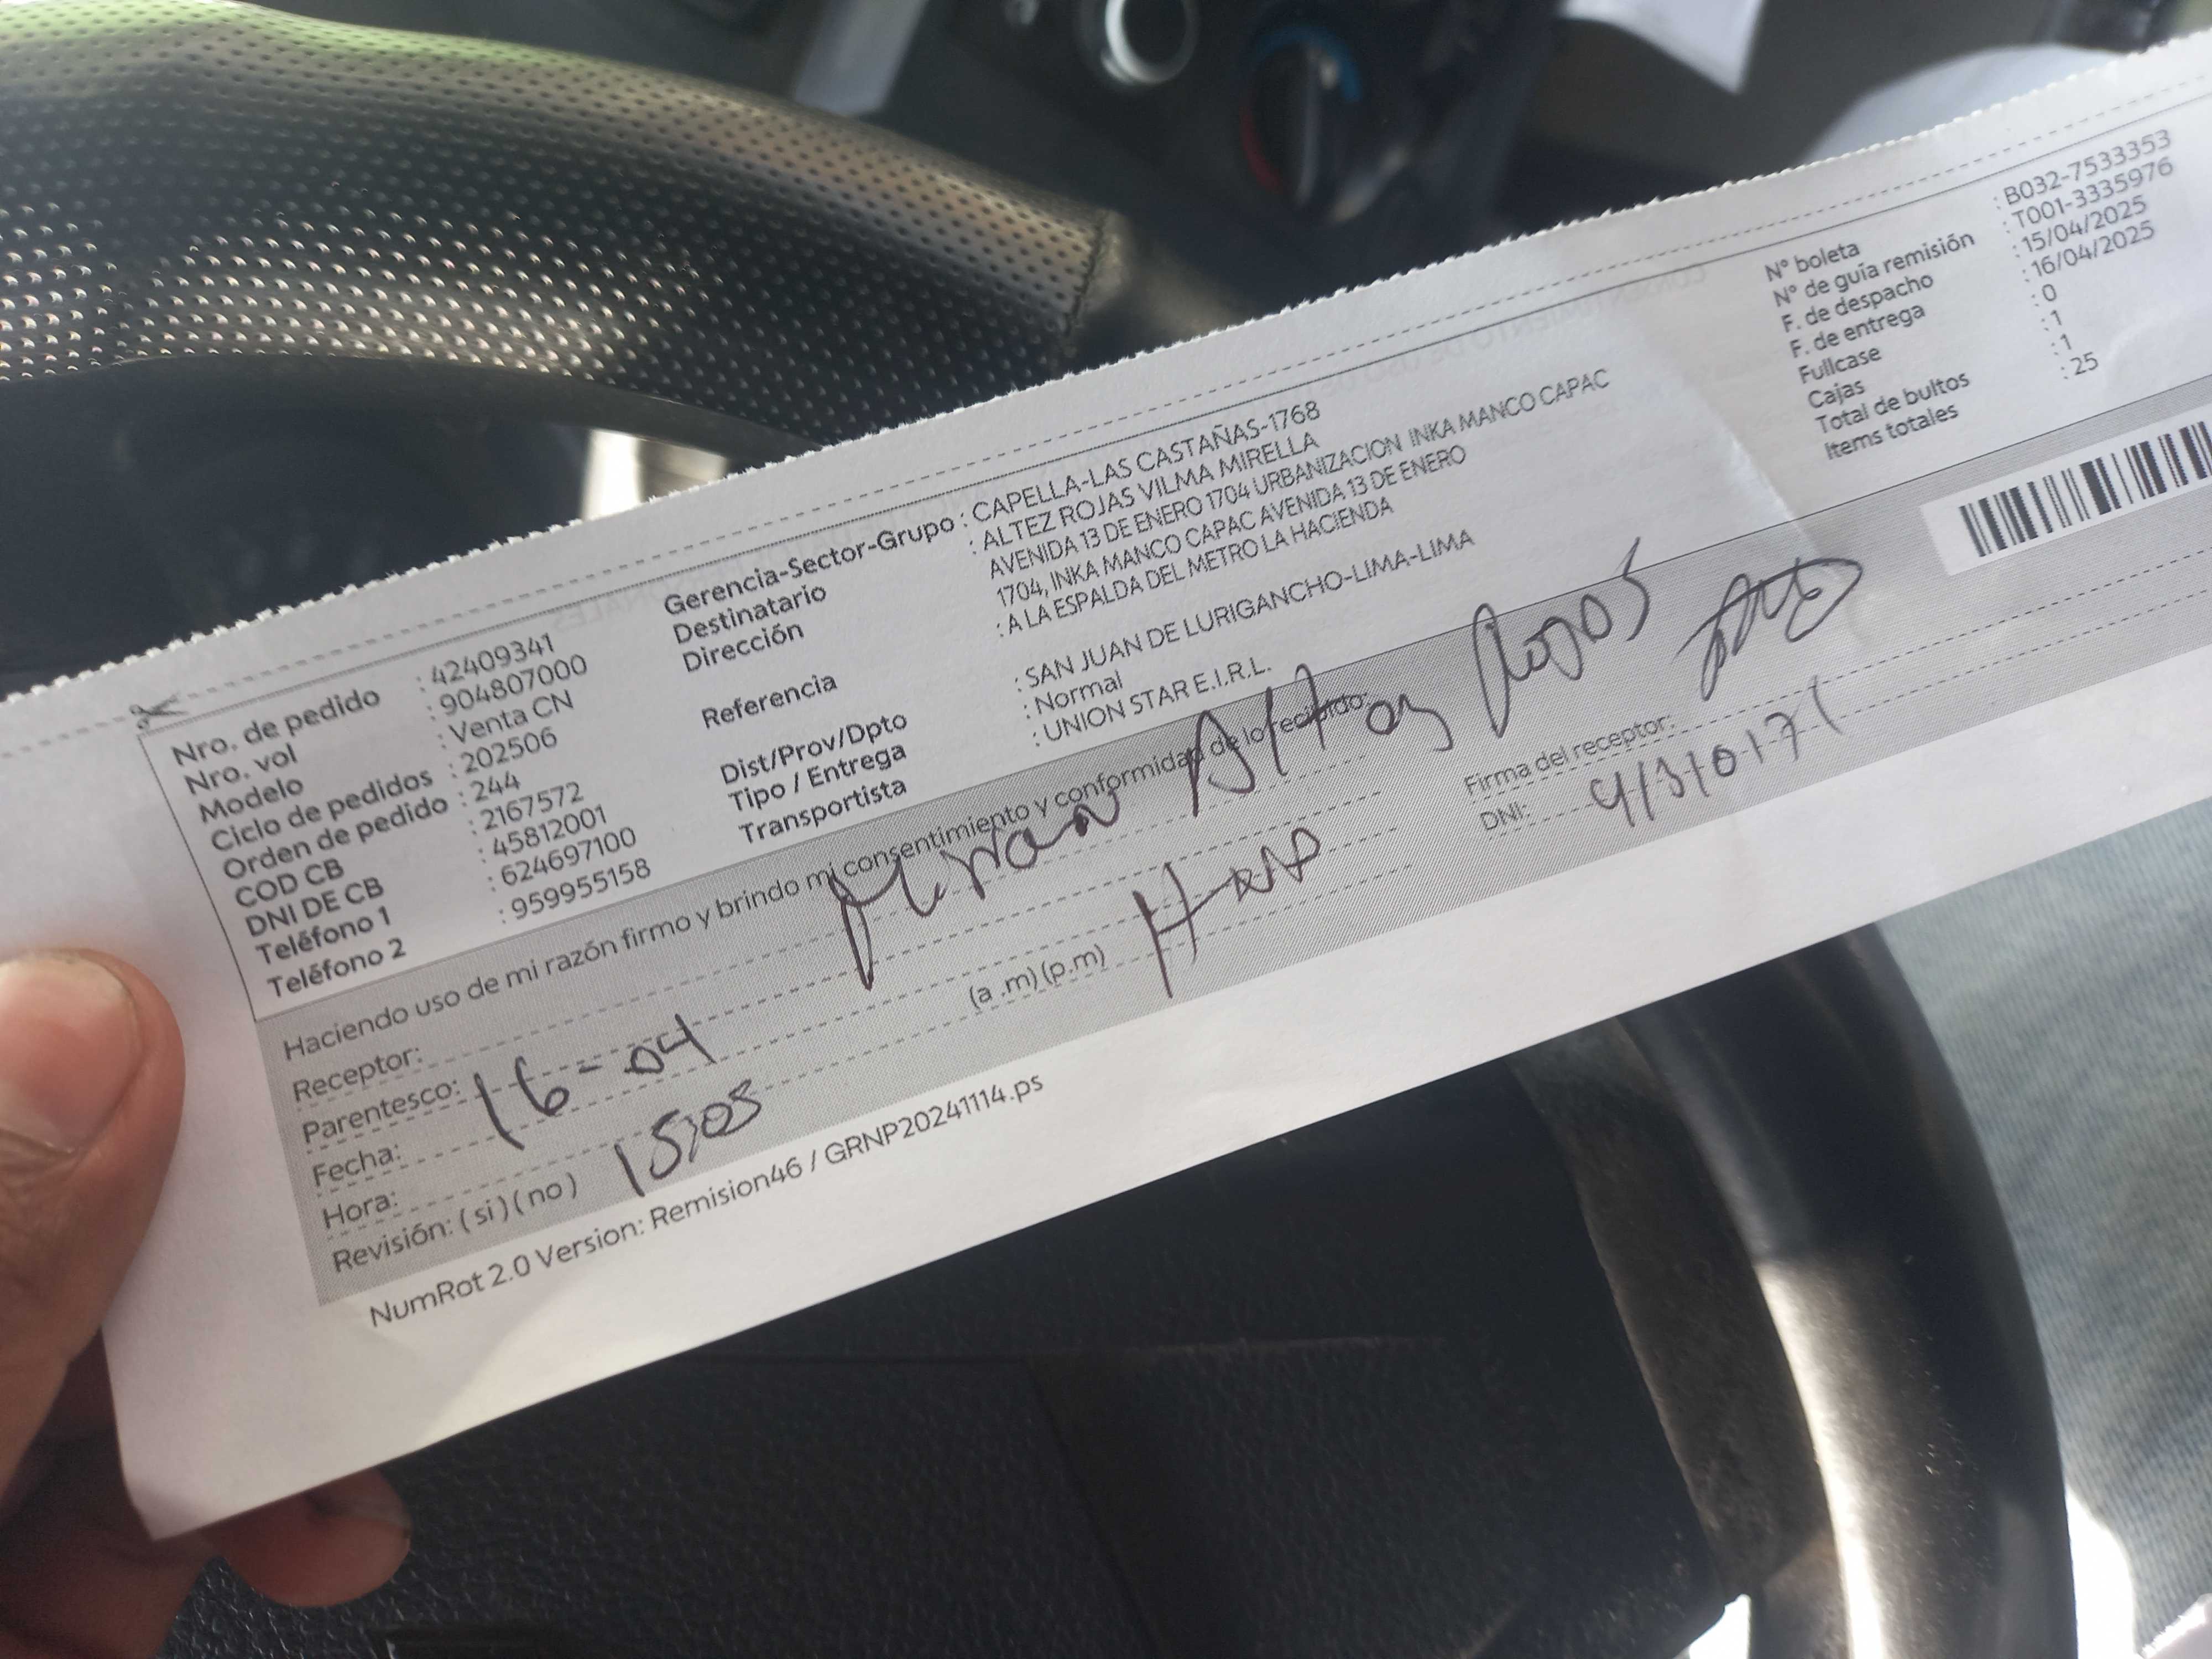 Nro. de pedido : 42409341
Nro. vol : 904807000
Modelo : Venta CN
Ciclo de pedidos : 202506
Orden de pedido : 244
COD CB : 2167572
DNI DE CB : 45812001
Teléfono 1 : 624697100
Teléfono 2 : 959955158
Gerencia-Sector-Grupo : CAPELLA-LAS CASTAÑAS-1768
Destinatario : ALTEZ ROJAS VILMA MIRELLA
Dirección AVENIDA 13 DE ENERO 1704 URBANIZACION INKA MANCO CAPAC
1704, INKA MANCO CAPAC AVENIDA 13 DE ENERO
Referencia : A LA ESPALDA DEL METRO LA HACIENDA
Dist/Prov/Dpto : SAN JUAN DE LURIGANCHO-LIMA-LIMA
Tipo / Entrega : Normal
Transportista : UNION STAR E.I.R.L.
N° boleta : B032-7533353
N° de guía remisión : T001-3335976
F. de despacho : 15/04/2025
F. de entrega : 16/04/2025
Fullcase : 0
Cajas : 1
Total de bultos : 1
Items totales : 25
Haciendo uso de mi razón firmo y brindo mi consentimiento y conformidad de lo recibido:
Receptor: Altez Rojas
Parentesco:
Fecha: 16-04
Hora: (a .m) (p.m)
Revisión: ( si ) ( no )
Firma del receptor:
DNI:
NumRot 2.0 Version: Remision46 / GRNP20241114.ps